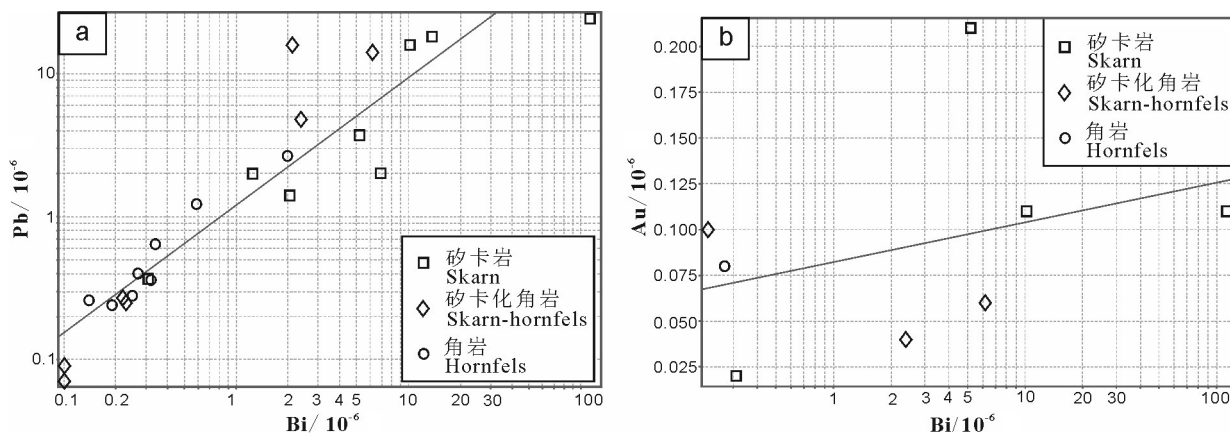 a
10
1
0.1
Pb/ 10⁻⁶
矽卡岩
Skarn
矽卡化角岩
Skarn-hornfels
角岩
Hornfels
0.1 0.2 1 2 3 4 5 10 20 30 100
Bi/ 10⁻⁶
b
0.200
0.175
0.150
0.125
0.100
0.075
0.050
0.025
Au/ 10⁻⁶
矽卡岩
Skarn
矽卡化角岩
Skarn-hornfels
角岩
Hornfels
1 2 3 4 5 10 20 30 100
Bi/ 10⁻⁶